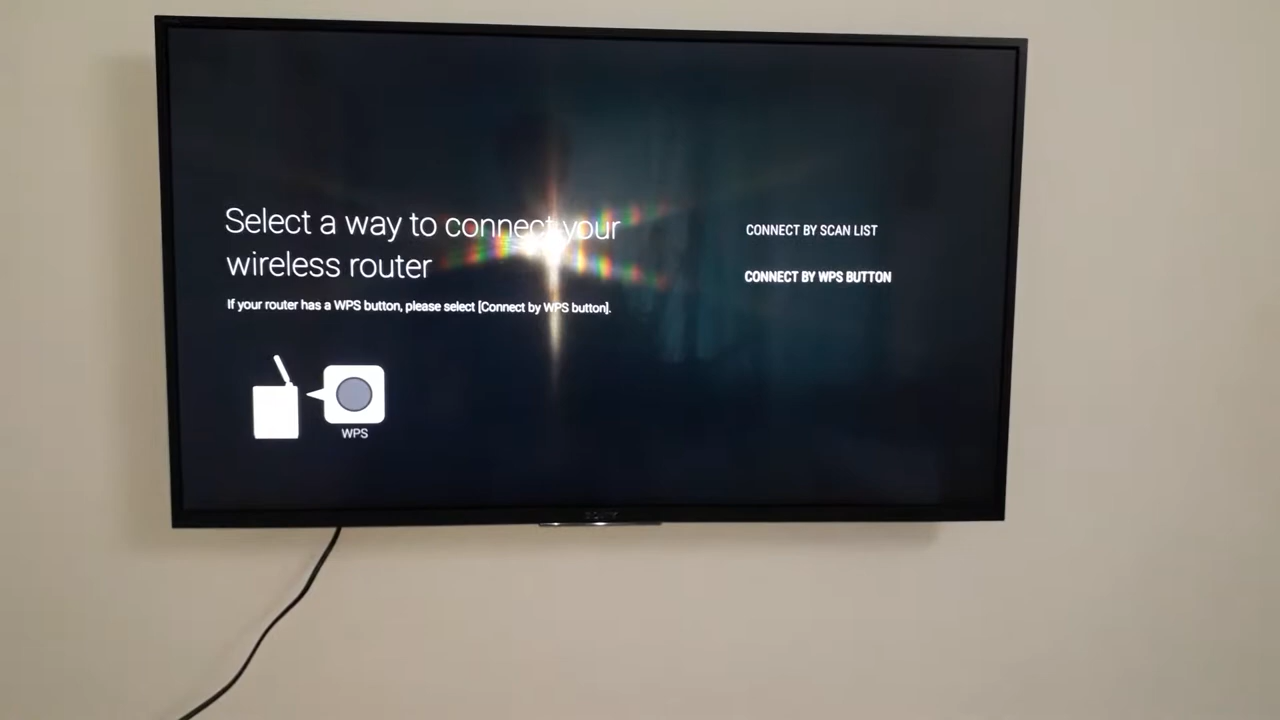 Select a way to connect your
wireless router
If your router has a WPS button, please select [Connect by WPS button].
WPS
CONNECT BY SCAN LIST
CONNECT BY WPS BUTTON
SONY